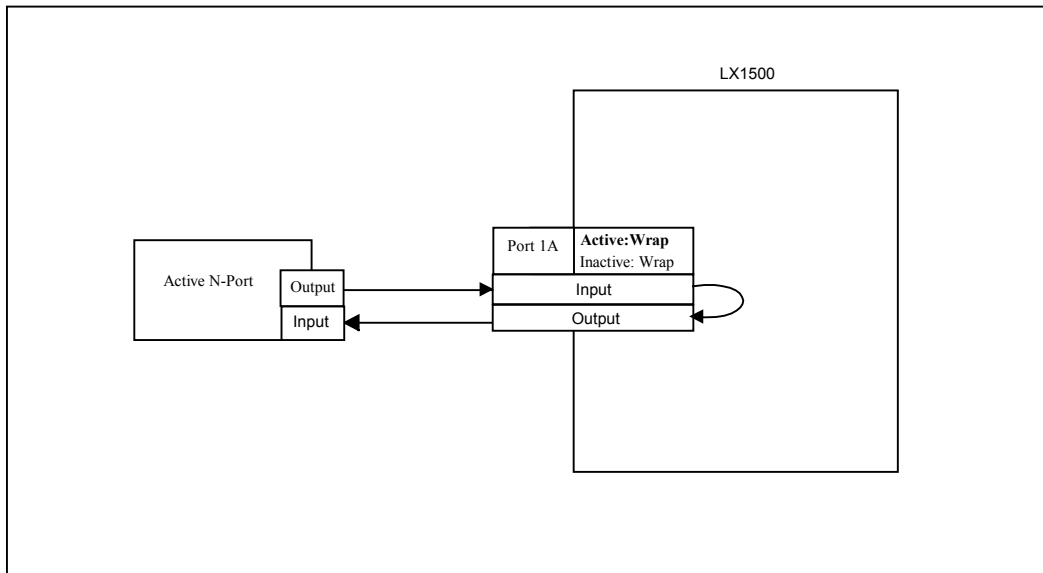 LX1500
Port 1A
Active:Wrap
Inactive: Wrap
Active N-Port
Output
Input
Input
Output